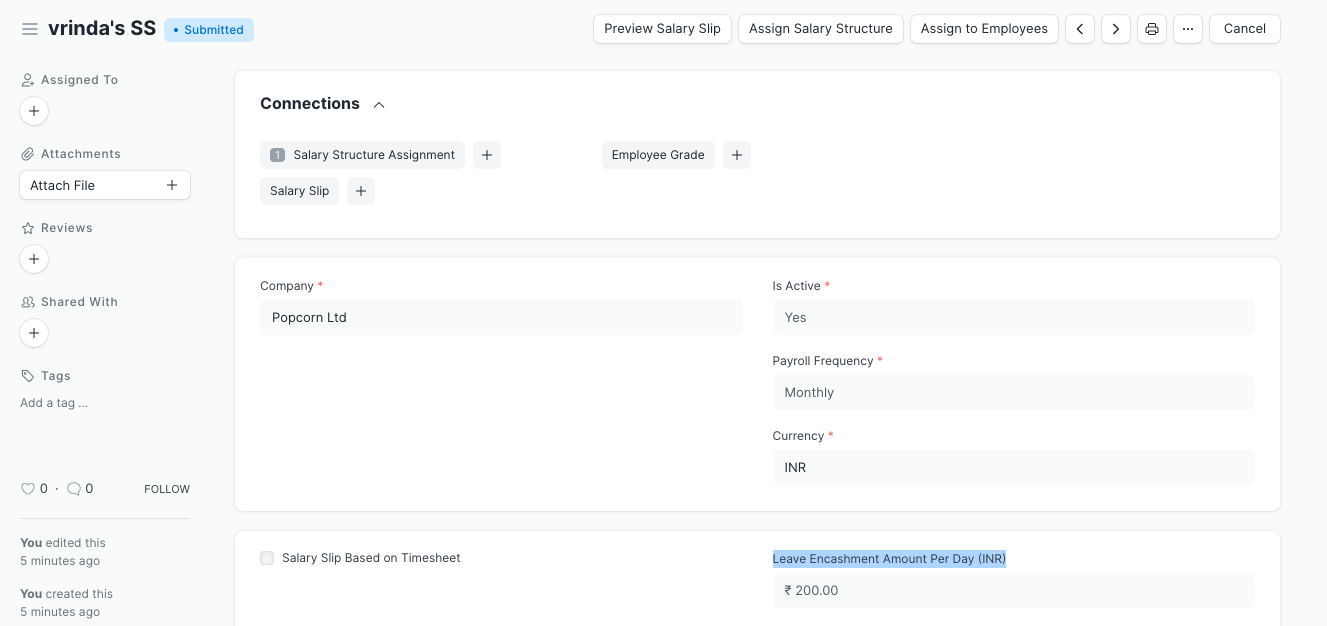 vrinda's SS
• Submitted
Preview Salary Slip
Assign Salary Structure
Assign to Employees
Cancel
Assigned To
Attachments
Attach File
Reviews
Shared With
Tags
Add a tag ...
0 · 0
FOLLOW
You edited this
5 minutes ago
You created this
5 minutes ago
Connections
1 Salary Structure Assignment
Employee Grade
Salary Slip
Company *
Popcorn Ltd
Is Active *
Yes
Payroll Frequency *
Monthly
Currency *
INR
Salary Slip Based on Timesheet
Leave Encashment Amount Per Day (INR)
₹ 200.00